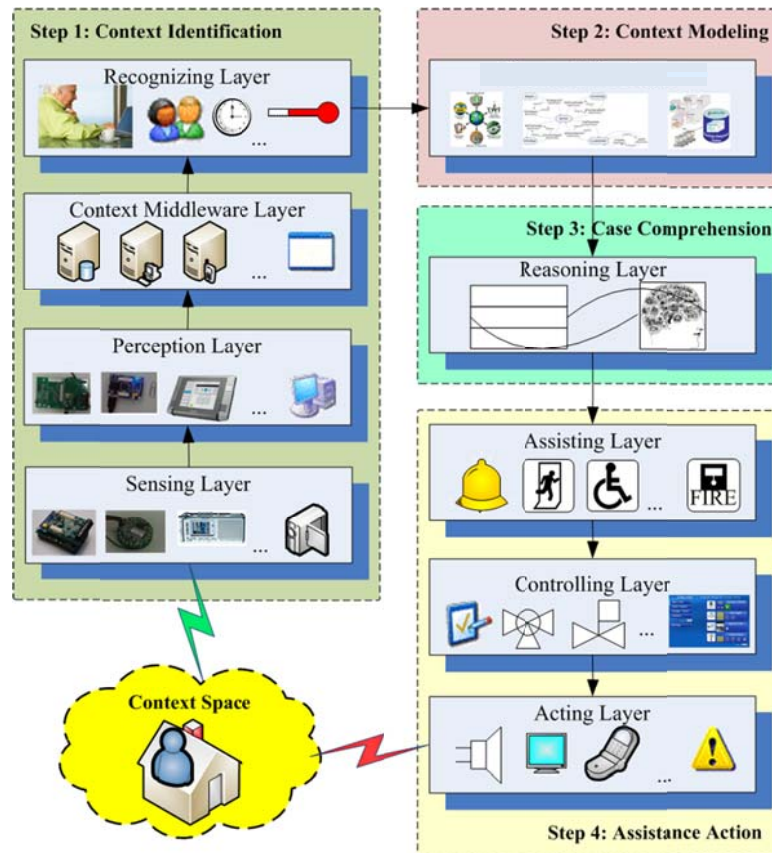 Step 1: Context Identification
Recognizing Layer
...
Context Middleware Layer
...
Perception Layer
...
Sensing Layer
...
Context Space
Step 2: Context Modeling
Step 3: Case Comprehension
Reasoning Layer
Assisting Layer
...
FIRE
Controlling Layer
...
Acting Layer
...
Step 4: Assistance Action